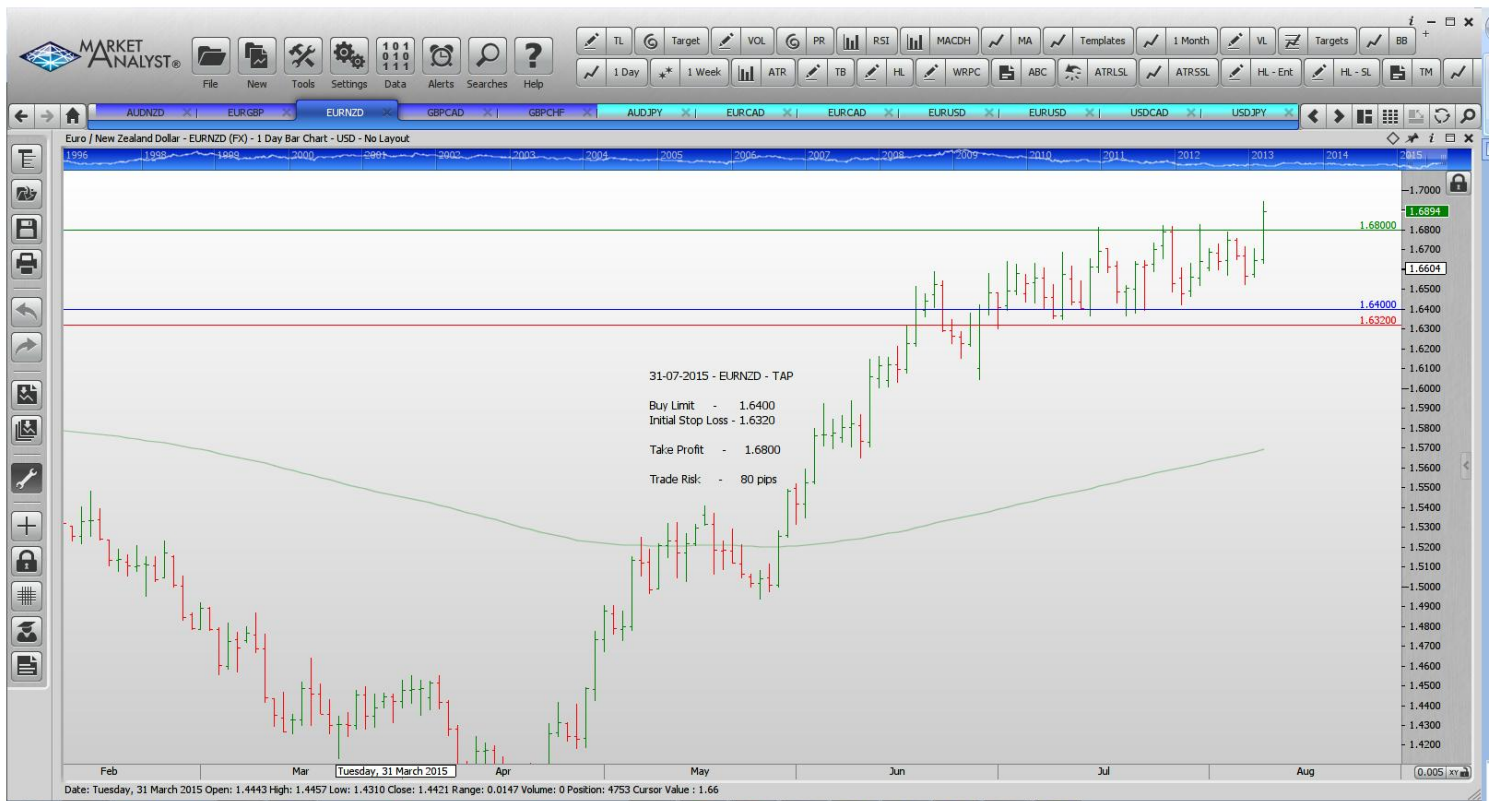 MARKET
ANALYST®
File New Tools Settings Data Alerts Searches Help
101
010
111
?
TL Target VOL PR RSI MACDH MA Templates 1 Month VL Targets BB
1 Day 1 Week ATR TB HL WRPC ABC ATRLSL ATRSSL HL - Ent HL - SL TM
AUDNZD EURGBP EURNZD GBPCAD GBPCHF AUDJPY EURCAD EURCAD EURUSD EURUSD USDCAD USDJPY
Euro / New Zealand Dollar - EURNZD (FX) - 1 Day Bar Chart - USD - No Layout
1996 1998 1999 2000 2001 2002 2003 2004 2005 2006 2007 2008 2009 2010 2011 2012 2013 2014 2015
1.7000
1.6894
1.68000
1.6800
1.6700
1.6604
1.6500
1.64000
1.6400
1.63200
1.6300
1.6200
1.6100
1.6000
1.5900
1.5800
1.5700
1.5600
1.5500
1.5400
1.5300
1.5200
1.5100
1.5000
1.4900
1.4800
1.4700
1.4600
1.4500
1.4400
1.4300
1.4200
31-07-2015 - EURNZD - TAP
Buy Limit - 1.6400
Initial Stop Loss - 1.6320
Take Profit - 1.6800
Trade Risk - 80 pips
Feb Mar Tuesday, 31 March 2015 Apr May Jun Jul Aug 0.005 XY
Date: Tuesday, 31 March 2015 Open: 1.4443 High: 1.4457 Low: 1.4310 Close: 1.4421 Range: 0.0147 Volume: 0 Position: 4753 Cursor Value : 1.66